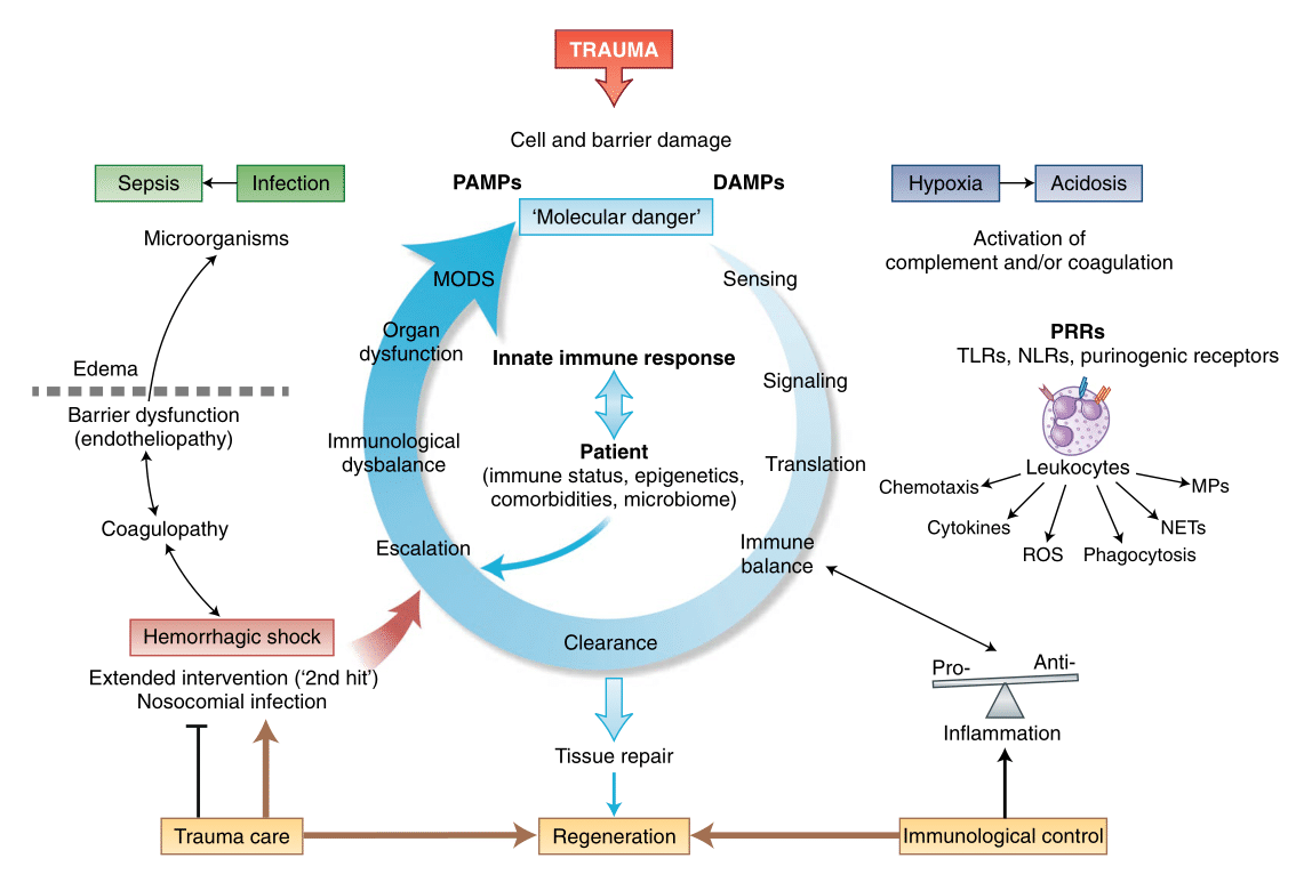 TRAUMA
Cell and barrier damage
PAMPs
DAMPs
‘Molecular danger’
Sepsis
Infection
Hypoxia
Acidosis
Microorganisms
Activation of
complement and/or coagulation
MODS
Sensing
Organ
dysfunction
Innate immune response
PRRs
TLRs, NLRs, purinogenic receptors
Edema
Signaling
Barrier dysfunction
(endotheliopathy)
Immunological
dysbalance
Patient
(immune status, epigenetics,
comorbidities, microbiome)
Translation
Leukocytes
Chemotaxis
MPs
Cytokines
NETs
ROS
Phagocytosis
Coagulopathy
Escalation
Immune
balance
Hemorrhagic shock
Clearance
Extended intervention (‘2nd hit’)
Nosocomial infection
Pro-
Anti-
Inflammation
Tissue repair
Trauma care
Regeneration
Immunological control